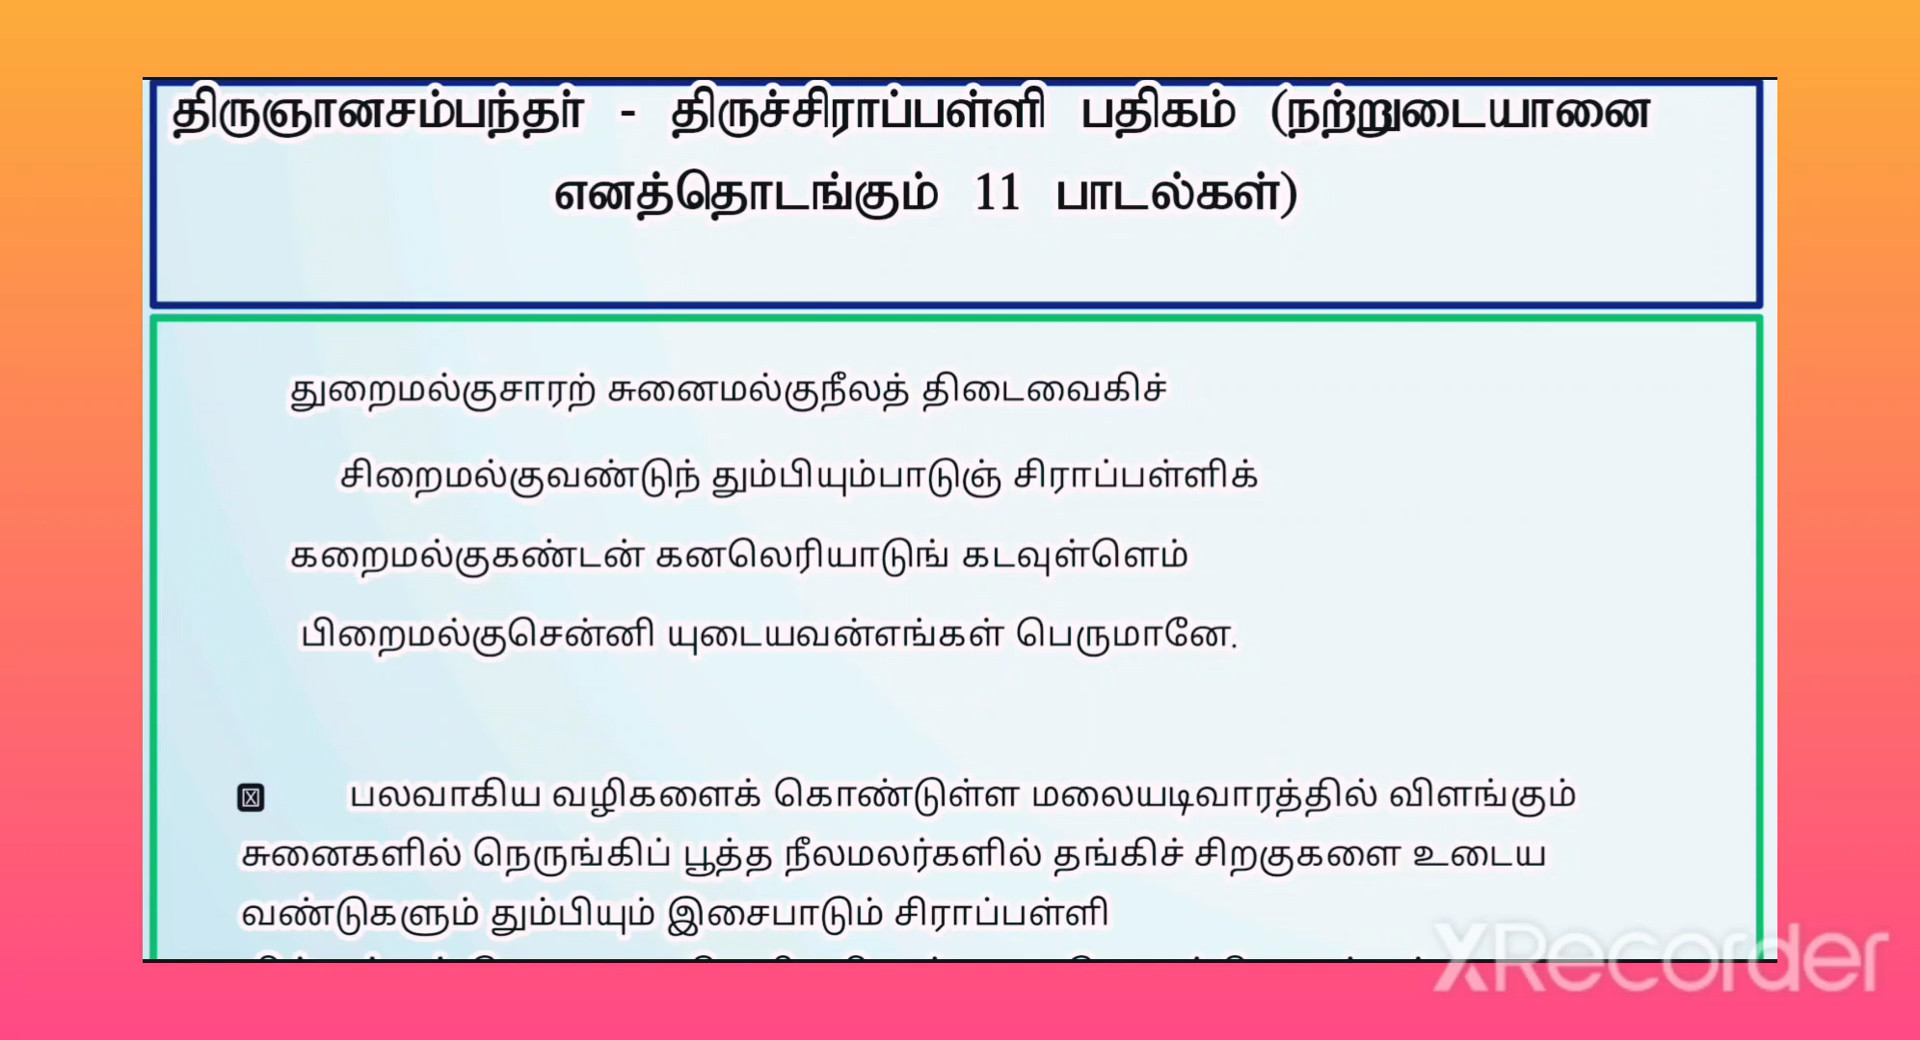 திருஞானசம்பந்தர் - திருச்சிராப்பள்ளி பதிகம் (நற்றுடையானை
எனத்தொடங்கும் 11 பாடல்கள்)
துறைமல்குசாரற் சுனைமல்குநீலத் திடைவைகிச்
சிறைமல்குவண்டுந் தும்பியும்பாடுஞ் சிராப்பள்ளிக்
கறைமல்குகண்டன் கனலெரியாடுங் கடவுள்ளெம்
பிறைமல்குசென்னி யுடையவன்எங்கள் பெருமானே.
பலவாகிய வழிகளைக் கொண்டுள்ள மலையடிவாரத்தில் விளங்கும்
சுனைகளில் நெருங்கிப் பூத்த நீலமலர்களில் தங்கிச் சிறகுகளை உடைய
வண்டுகளும் தும்பியும் இசைபாடும் சிராப்பள்ளி
XRecorder